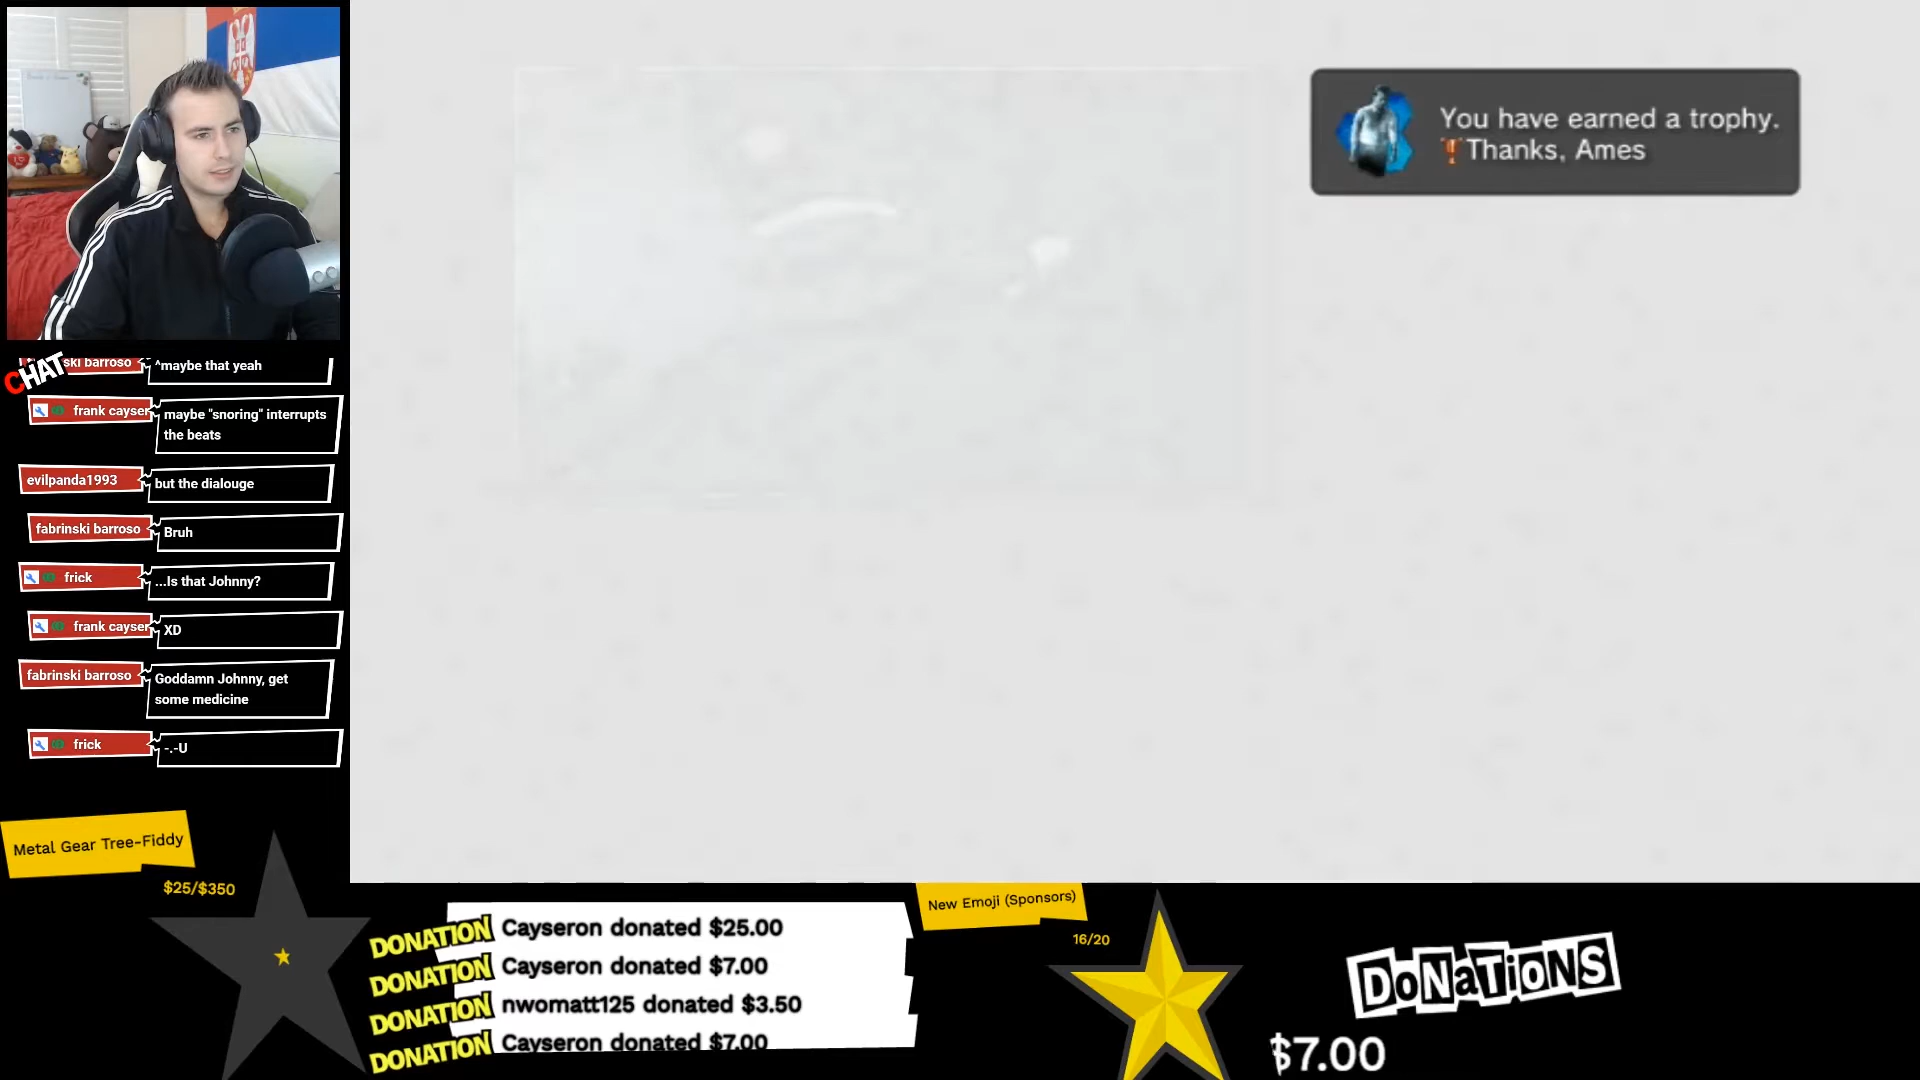 You have earned a trophy.
Thanks, Ames
CHAT
ski barroso
^maybe that yeah
frank cayser
maybe "snoring" interrupts
the beats
evilpanda1993
but the dialouge
fabrinski barroso
Bruh
frick
...Is that Johnny?
frank cayser
XD
fabrinski barroso
Goddamn Johnny, get
some medicine
frick
-.-U
Metal Gear Tree-Fiddy
$25/$350
DONATION Cayseron donated $25.00
DONATION Cayseron donated $7.00
DONATION nwomatt125 donated $3.50
DONATION Cayseron donated $7.00
New Emoji (Sponsors)
16/20
DoNaTioNS
$7.00